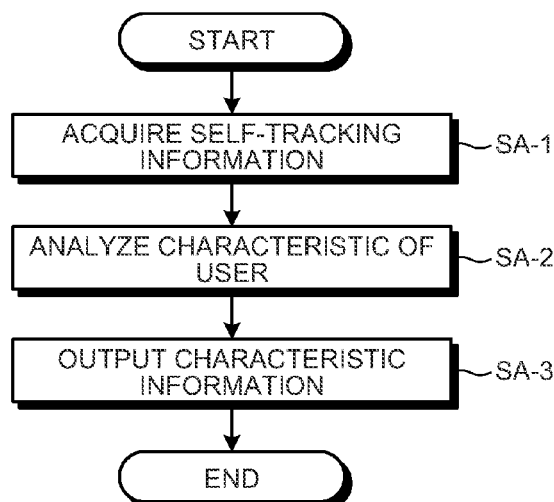 START
ACQUIRE SELF-TRACKING
INFORMATION
SA-1
ANALYZE CHARACTERISTIC OF
USER
SA-2
OUTPUT CHARACTERISTIC
INFORMATION
SA-3
END